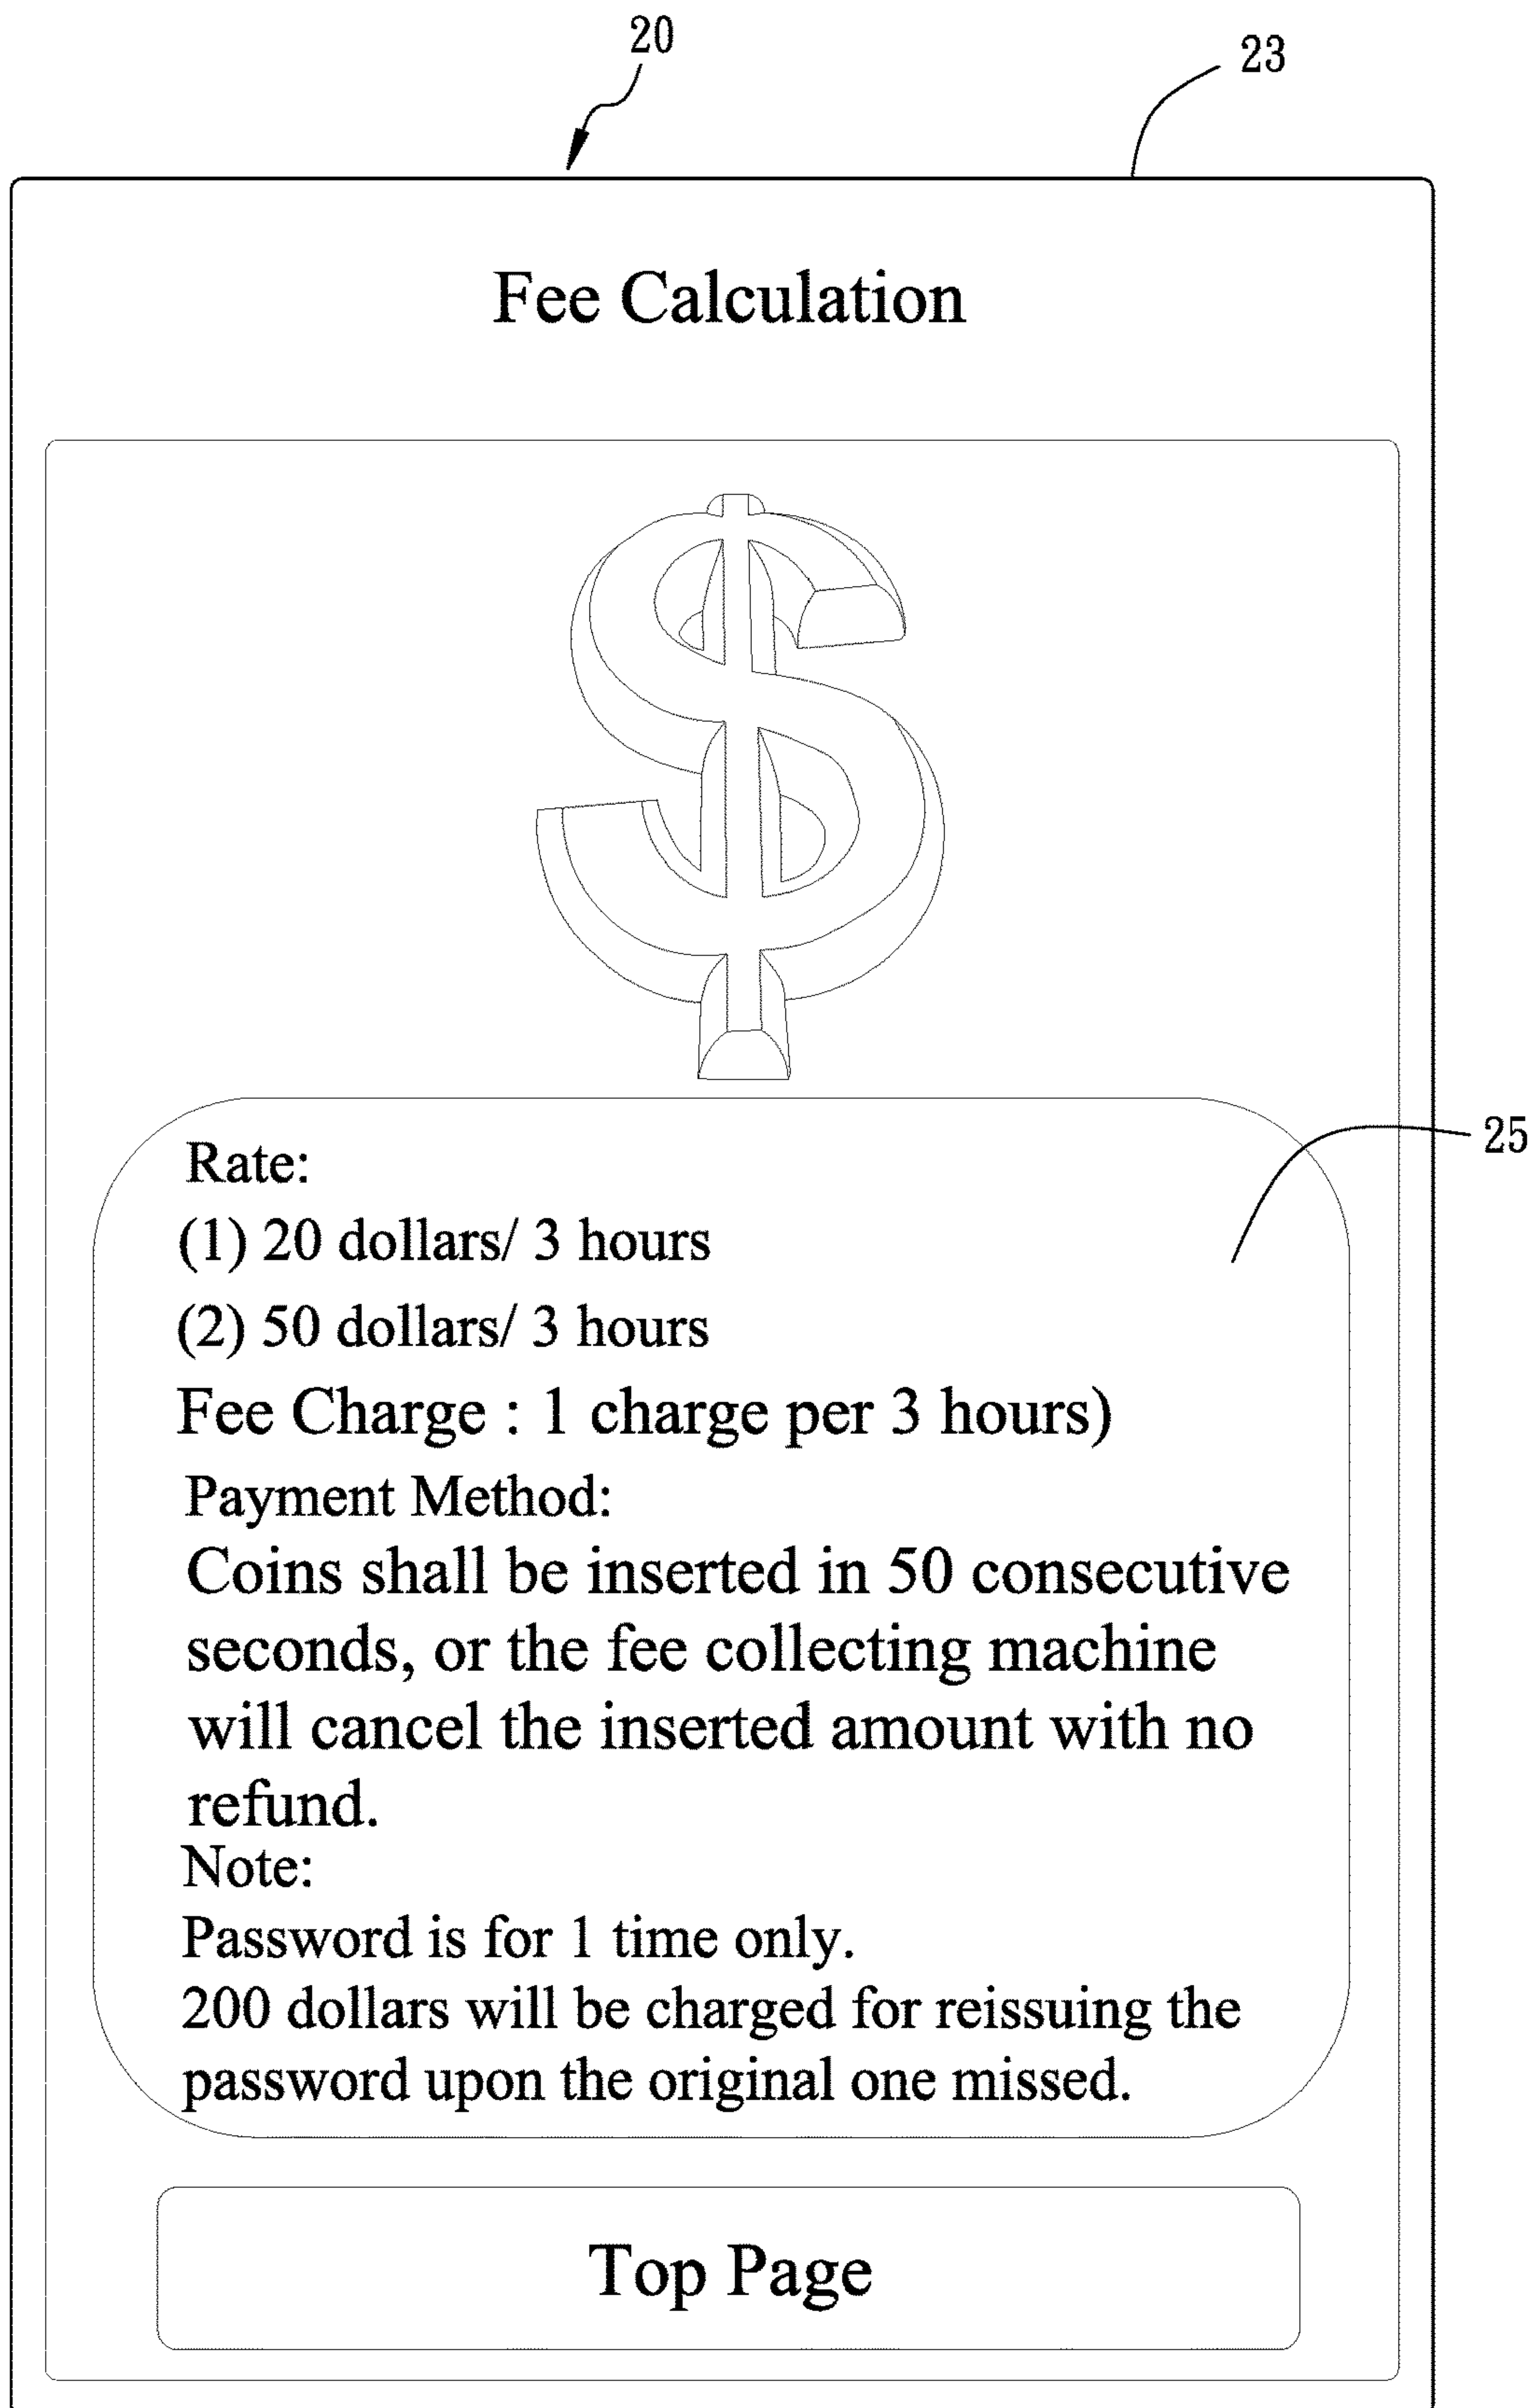 20
23
Fee Calculation
25
Rate:
(1) 20 dollars/ 3 hours
(2) 50 dollars/ 3 hours
Fee Charge : 1 charge per 3 hours)
Payment Method:
Coins shall be inserted in 50 consecutive
seconds, or the fee collecting machine
will cancel the inserted amount with no
refund.
Note:
Password is for 1 time only.
200 dollars will be charged for reissuing the
password upon the original one missed.
Top Page